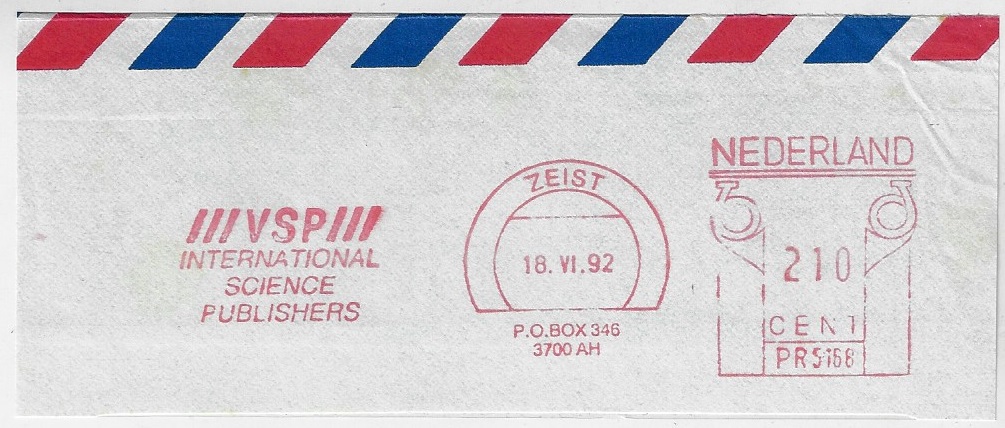 ///VSP///
INTERNATIONAL
SCIENCE
PUBLISHERS
ZEIST
18. VI. 92
P.O.BOX 346
3700 AH
NEDERLAND
210
CENT
PR5168